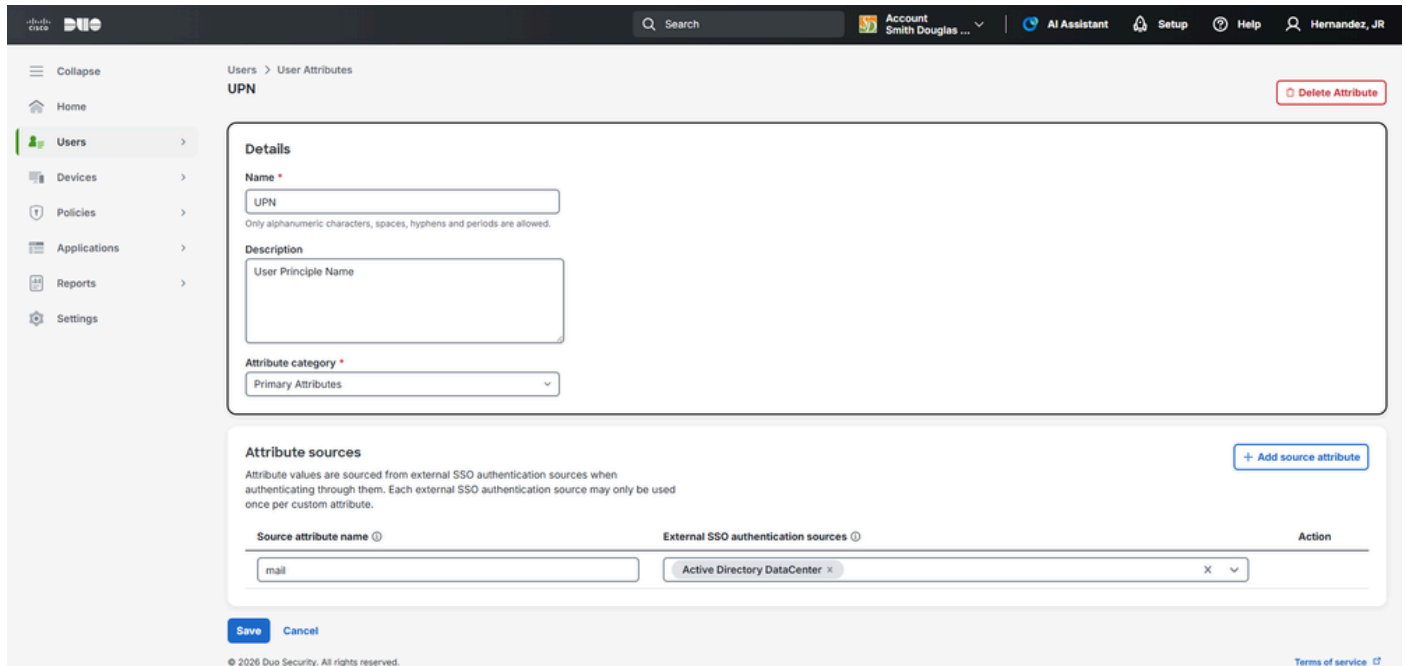 CISCO DUO
Search
Account
Smith Douglas ...
AI Assistant
Setup
Help
Hernandez, JR
Collapse
Home
Users
Devices
Policies
Applications
Reports
Settings
Users > User Attributes
UPN
Delete Attribute
Details
Name *
UPN
Only alphanumeric characters, spaces, hyphens and periods are allowed.
Description
User Principle Name
Attribute category *
Primary Attributes
Attribute sources
+ Add source attribute
Attribute values are sourced from external SSO authentication sources when
authenticating through them. Each external SSO authentication source may only be used
once per custom attribute.
Source attribute name
External SSO authentication sources
Action
mail
Active Directory DataCenter ×
Save
Cancel
© 2026 Duo Security. All rights reserved.
Terms of service